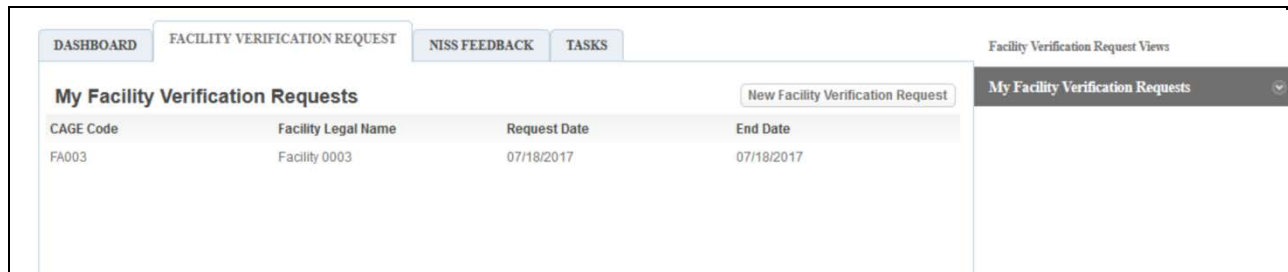 DASHBOARD FACILITY VERIFICATION REQUEST NISS FEEDBACK TASKS
Facility Verification Request Views
My Facility Verification Requests New Facility Verification Request
My Facility Verification Requests
CAGE Code Facility Legal Name Request Date End Date
FA003 Facility 0003 07/18/2017 07/18/2017